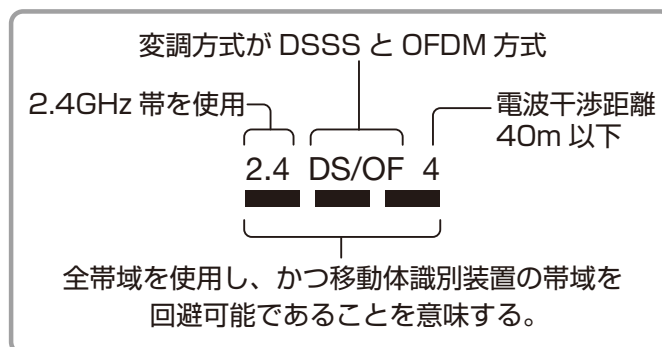 変調方式が DSSS と OFDM 方式
2.4GHz 帯を使用
電波干渉距離
40m 以下
2.4 DS/OF 4
全帯域を使用し、かつ移動体識別装置の帯域を
回避可能であることを意味する。